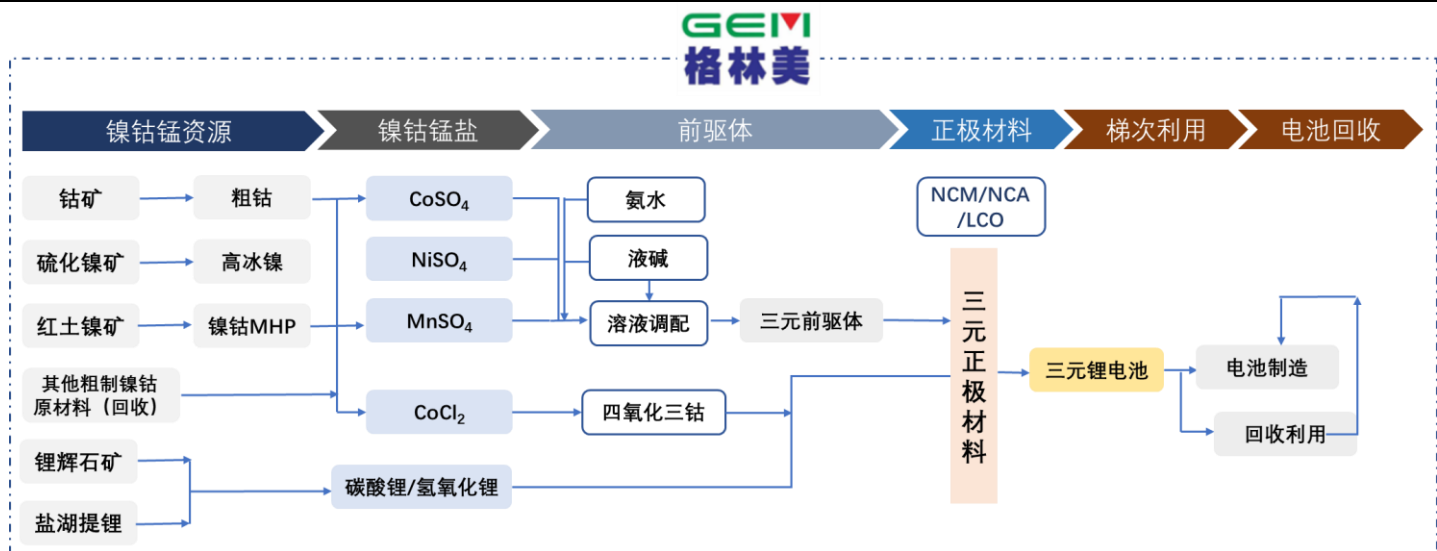 GEM
格林美
镍钴锰资源
镍钴锰盐
前驱体
正极材料
梯次利用
电池回收
钴矿
粗钴
CoSO₄
氨水
NCM/NCA
/LCO
硫化镍矿
高冰镍
NiSO₄
液碱
红土镍矿
镍钴MHP
MnSO₄
溶液调配
三元前驱体
三元正极材料
三元锂电池
电池制造
其他粗制镍钴
原材料（回收）
CoCl₂
四氧化三钴
回收利用
锂辉石矿
碳酸锂/氢氧化锂
盐湖提锂